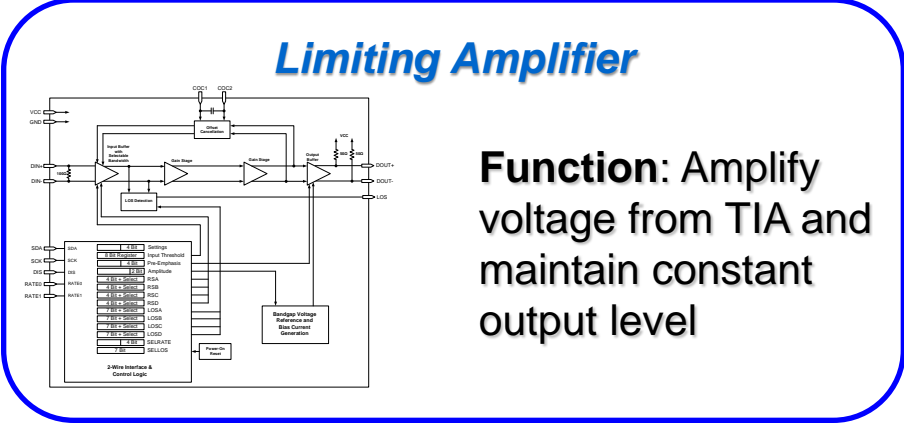 Limiting Amplifier
COC1 COC2
VCC
GND
Offset
Cancellation
VCC
Input Buffer
with
Selectable
Bandwidth
Gain Stage
Gain Stage
Output
Buffer
50Ω 50Ω
DIN+
100Ω
DIN-
DOUT+
DOUT-
LOS Detection
LOS
SDA SDA 4 Bit Settings
SCK SCK 8 Bit Register Input Threshold
4 Bit Pre-Emphasis
DIS DIS 2 Bit Amplitude
RATE0 RATE0 4 Bit + Select RSA
4 Bit + Select RSB
RATE1 RATE1 4 Bit + Select RSC
4 Bit + Select RSD
7 Bit + Select LOSA
7 Bit + Select LOSB
7 Bit + Select LOSC
7 Bit + Select LOSD
4 Bit SELRATE
7 Bit SELLOS
2-Wire Interface &
Control Logic
Power-On
Reset
Bandgap Voltage
Reference and
Bias Current
Generation
Function: Amplify
voltage from TIA and
maintain constant
output level